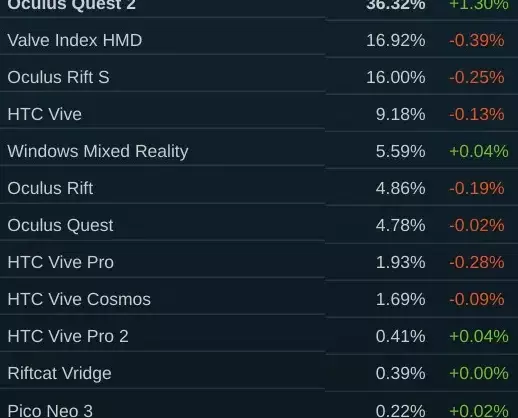 Oculus Quest 2 36.32% +1.30%
Valve Index HMD 16.92% -0.39%
Oculus Rift S 16.00% -0.25%
HTC Vive 9.18% -0.13%
Windows Mixed Reality 5.59% +0.04%
Oculus Rift 4.86% -0.19%
Oculus Quest 4.78% -0.02%
HTC Vive Pro 1.93% -0.28%
HTC Vive Cosmos 1.69% -0.09%
HTC Vive Pro 2 0.41% +0.04%
Riftcat Vridge 0.39% +0.00%
Pico Neo 3 0.22% +0.02%